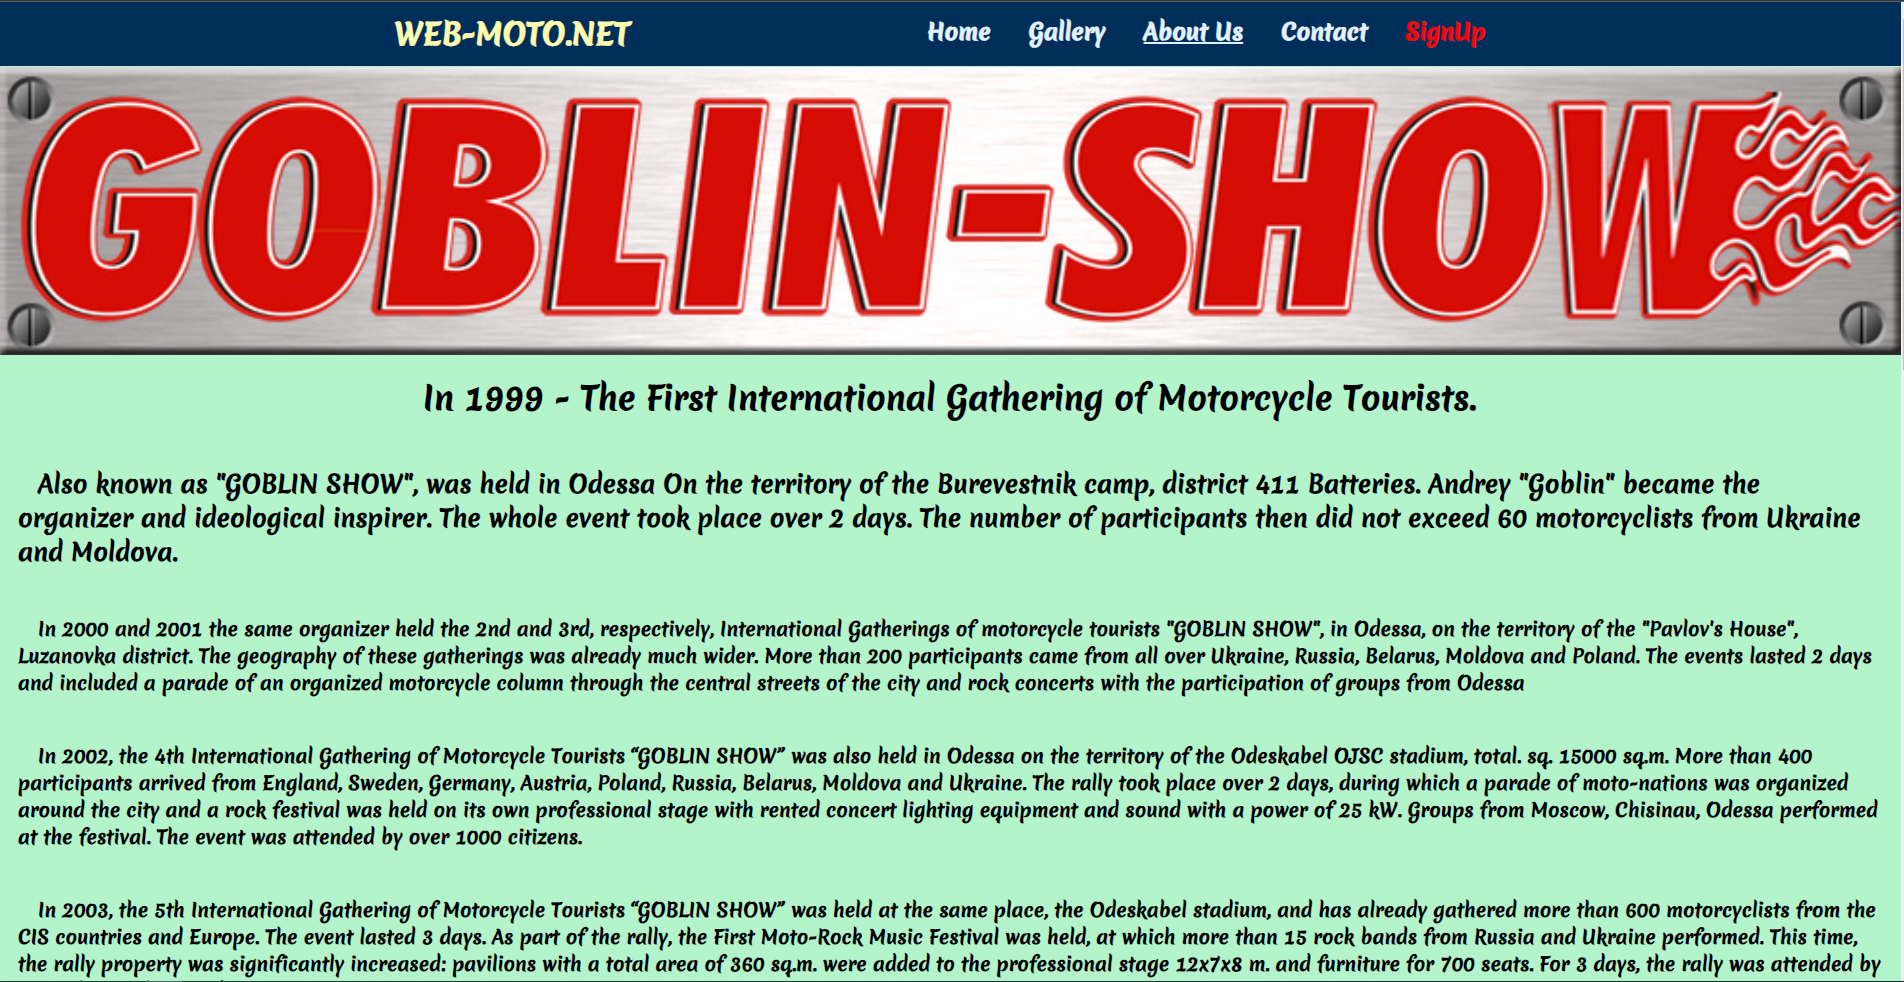 WEB-MOTO.NET Home Gallery About Us Contact SignUp
GOBLIN-SHOW
In 1999 - The First International Gathering of Motorcycle Tourists.
Also known as "GOBLIN SHOW", was held in Odessa On the territory of the Burevestnik camp, district 411 Batteries. Andrey "Goblin" became the
organizer and ideological inspirer. The whole event took place over 2 days. The number of participants then did not exceed 60 motorcyclists from Ukraine
and Moldova.
In 2000 and 2001 the same organizer held the 2nd and 3rd, respectively, International Gatherings of motorcycle tourists "GOBLIN SHOW", in Odessa, on the territory of the "Pavlov's House",
Luzanovka district. The geography of these gatherings was already much wider. More than 200 participants came from all over Ukraine, Russia, Belarus, Moldova and Poland. The events lasted 2 days
and included a parade of an organized motorcycle column through the central streets of the city and rock concerts with the participation of groups from Odessa
In 2002, the 4th International Gathering of Motorcycle Tourists “GOBLIN SHOW” was also held in Odessa on the territory of the Odeskabel OJSC stadium, total. sq. 15000 sq.m. More than 400
participants arrived from England, Sweden, Germany, Austria, Poland, Russia, Belarus, Moldova and Ukraine. The rally took place over 2 days, during which a parade of moto-nations was organized
around the city and a rock festival was held on its own professional stage with rented concert lighting equipment and sound with a power of 25 kW. Groups from Moscow, Chisinau, Odessa performed
at the festival. The event was attended by over 1000 citizens.
In 2003, the 5th International Gathering of Motorcycle Tourists “GOBLIN SHOW” was held at the same place, the Odeskabel stadium, and has already gathered more than 600 motorcyclists from the
CIS countries and Europe. The event lasted 3 days. As part of the rally, the First Moto-Rock Music Festival was held, at which more than 15 rock bands from Russia and Ukraine performed. This time,
the rally property was significantly increased: pavilions with a total area of 360 sq.m. were added to the professional stage 12x7x8 m. and furniture for 700 seats. For 3 days, the rally was attended by